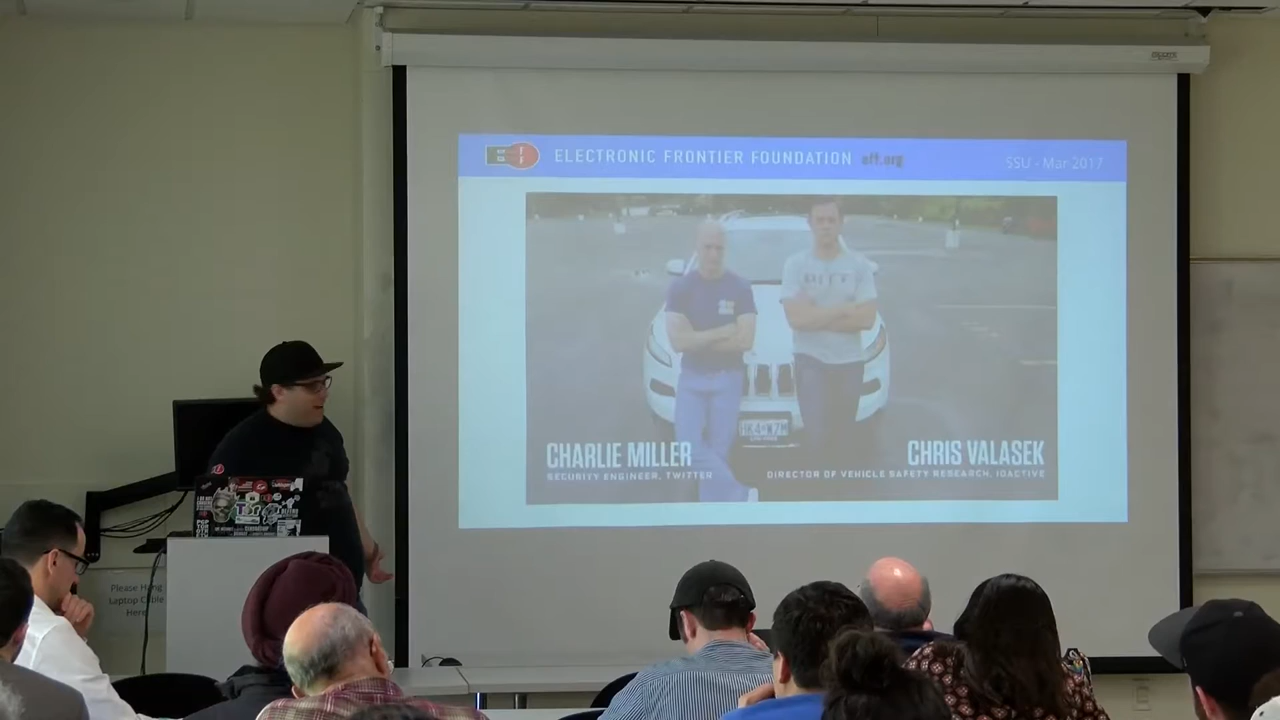 ELECTRONIC FRONTIER FOUNDATION eff.org
SSU - Mar 2017
CHARLIE MILLER
SECURITY ENGINEER, TWITTER
CHRIS VALASEK
DIRECTOR OF VEHICLE SAFETY RESEARCH, IOACTIVE
Please Hang
Laptop Cable
Here